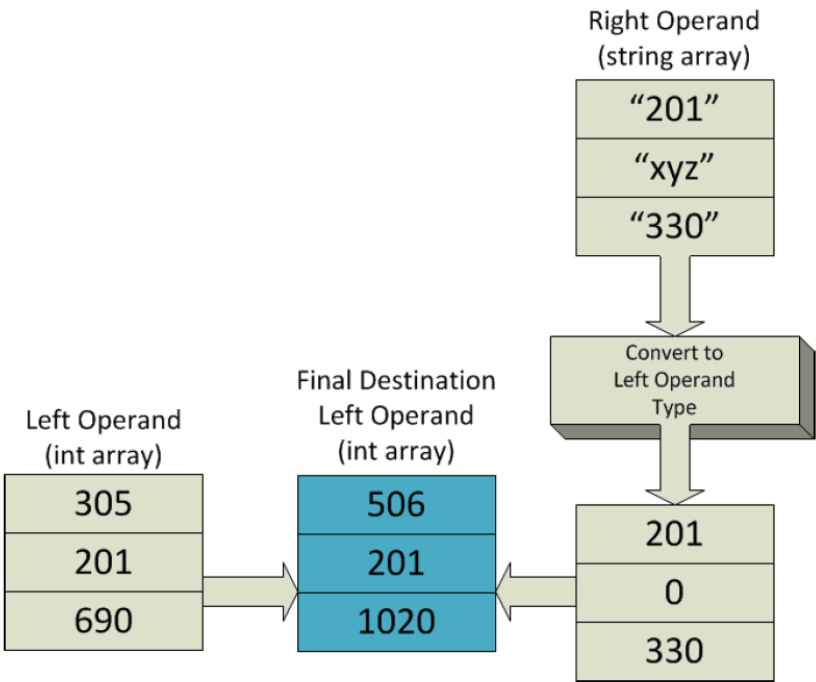 Right Operand
(string array)
“201”
“xyz”
“330”
Convert to
Left Operand
Type
Final Destination
Left Operand
(int array)
Left Operand
(int array)
305
201
690
506
201
1020
201
0
330